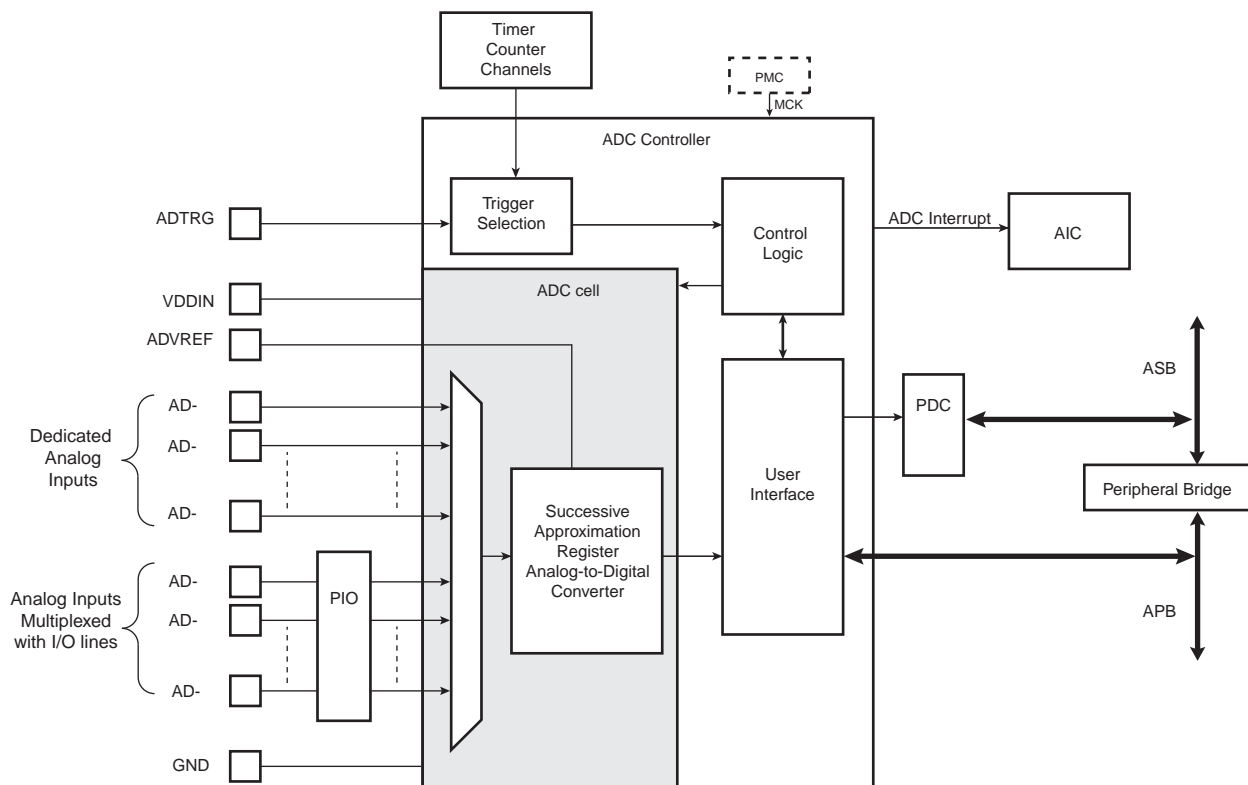 Timer
Counter
Channels
PMC
MCK
ADC Controller
ADTRG
Trigger
Selection
Control
Logic
ADC Interrupt
AIC
VDDIN
ADC cell
ADVREF
ASB
Dedicated
Analog
Inputs
AD-
AD-
AD-
PDC
User
Interface
Peripheral Bridge
Successive
Approximation
Register
Analog-to-Digital
Converter
Analog Inputs
Multiplexed
with I/O lines
AD-
AD-
AD-
PIO
APB
GND